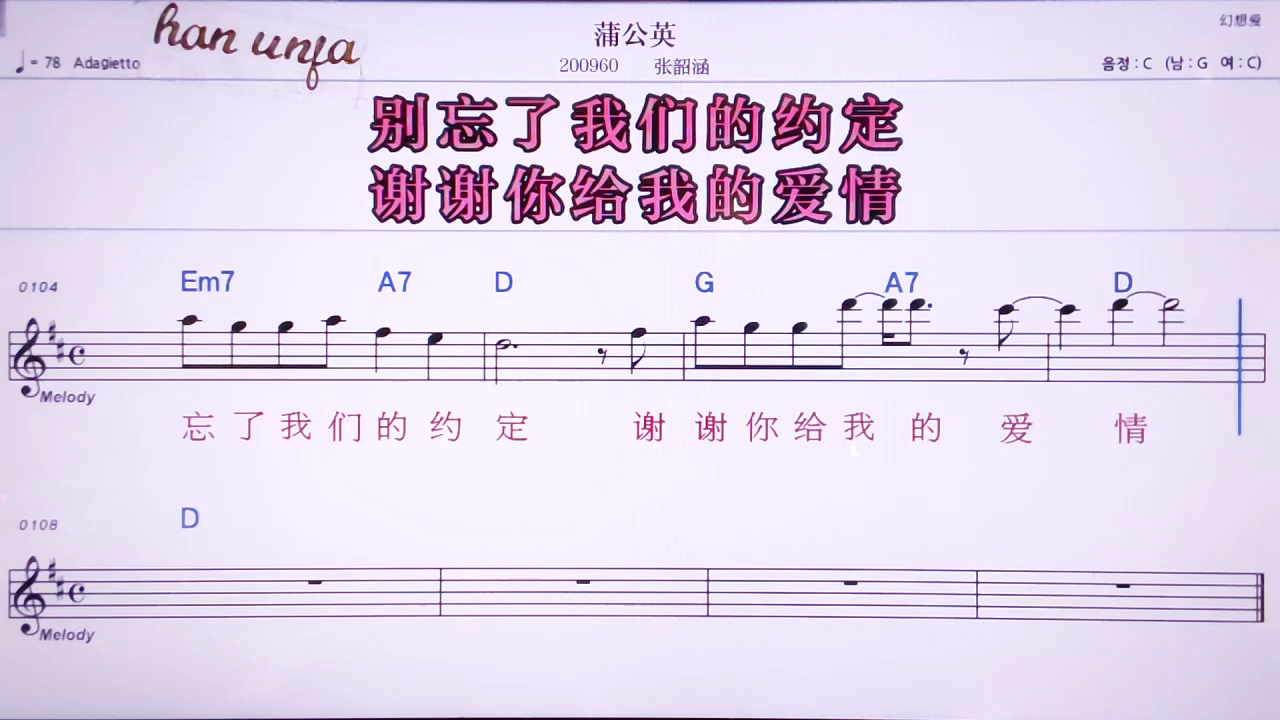 han unfa
蒲公英
幻想爱
♩= 78 Adagietto
200960 张韶涵
음정 : C (남 : G 여 : C)
别忘了我们的约定
谢谢你给我的爱情
Em7 A7 D G A7 D
0104
Melody
忘 了 我 们 的 约 定 谢 谢 你 给 我 的 爱 情
D
0108
Melody